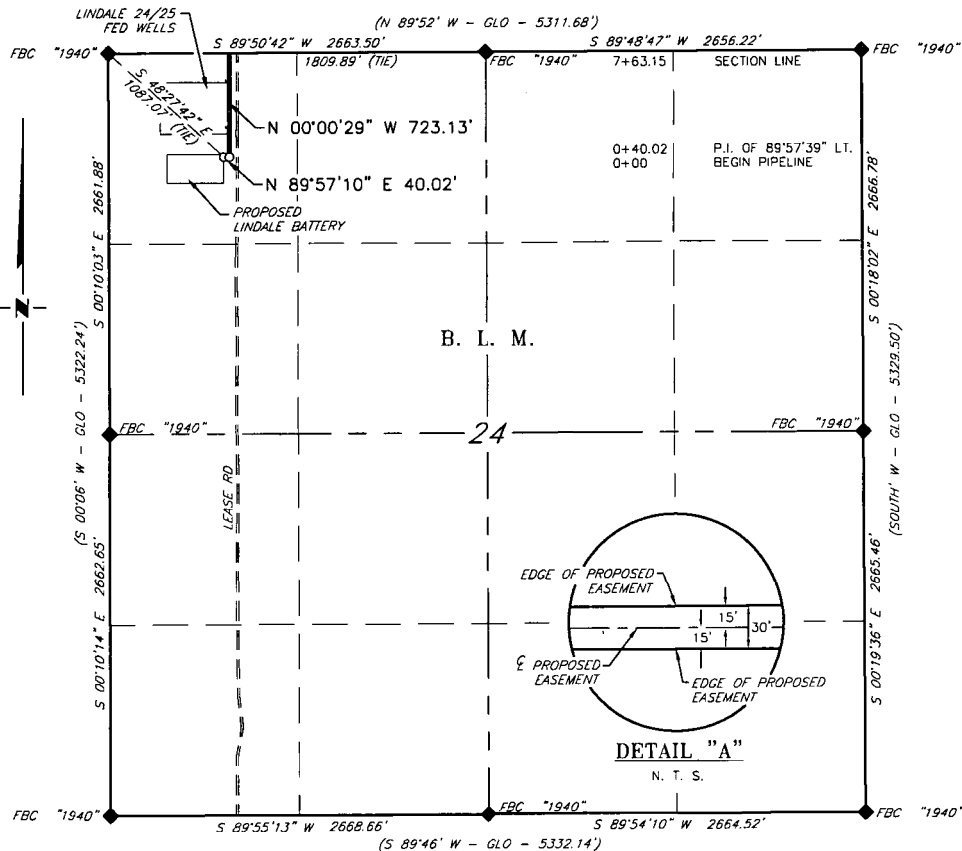 LINDALE 24/25
FED WELLS
(N 89°52' W - GLO - 5311.68')
FBC "1940"
S 89°50'42" W 2663.50'
S 89°48'47" W 2656.22'
FBC "1940"
1809.89' (TIE)
FBC "1940"
7+63.15 SECTION LINE
S 48°27'42" E
1087.07' (TIE)
N 00°00'29" W 723.13'
0+40.02 P.I. OF 89°57'39" LT.
0+00 BEGIN PIPELINE
N 89°57'10" E 40.02'
PROPOSED
LINDALE BATTERY
S 00°10'03" E 2661.88'
S 00°18'02" E 2666.78'
N
B. L. M.
(S 00°06' W - GLO - 5322.24')
(SOUTH' W - GLO - 5329.50')
FBC "1940"
24
FBC "1940"
LEASE RD
S 00°10'14" E 2662.65'
S 00°19'36" E 2665.46'
EDGE OF PROPOSED
EASEMENT
15'
30'
15'
℄ PROPOSED
EASEMENT
EDGE OF PROPOSED
EASEMENT
DETAIL "A"
N. T. S.
FBC "1940"
S 89°55'13" W 2668.66'
FBC "1940"
S 89°54'10" W 2664.52'
FBC "1940"
(S 89°46' W - GLO - 5332.14')